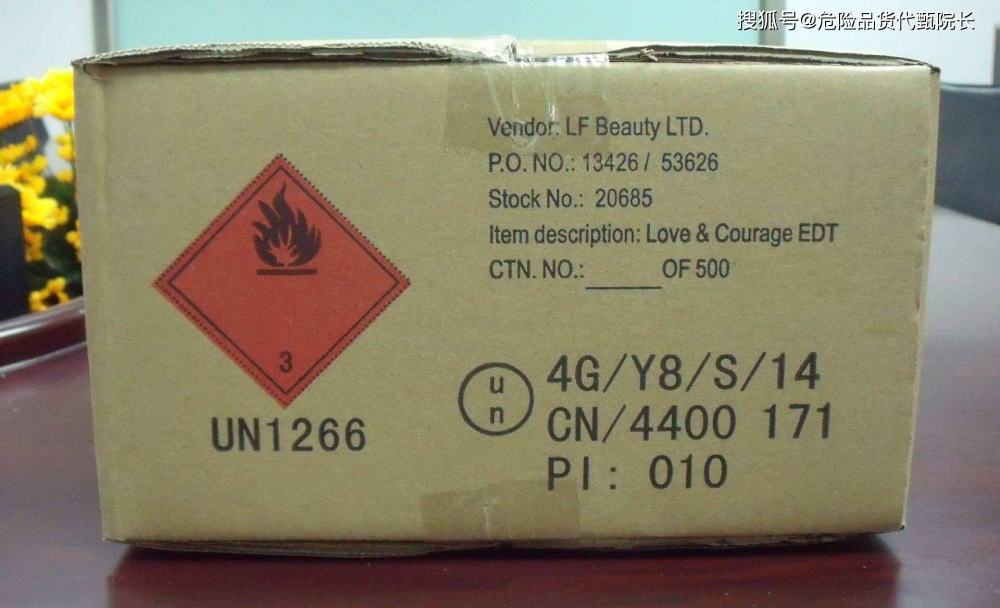 搜狐号@危险品货代甄院长
Vendor: LF Beauty LTD.
P.O. NO.: 13426 / 53626
Stock No.: 20685
Item description: Love & Courage EDT
CTN. NO.:______ OF 500
3
UN1266
un
4G/Y8/S/14
CN/4400 171
PI: 010